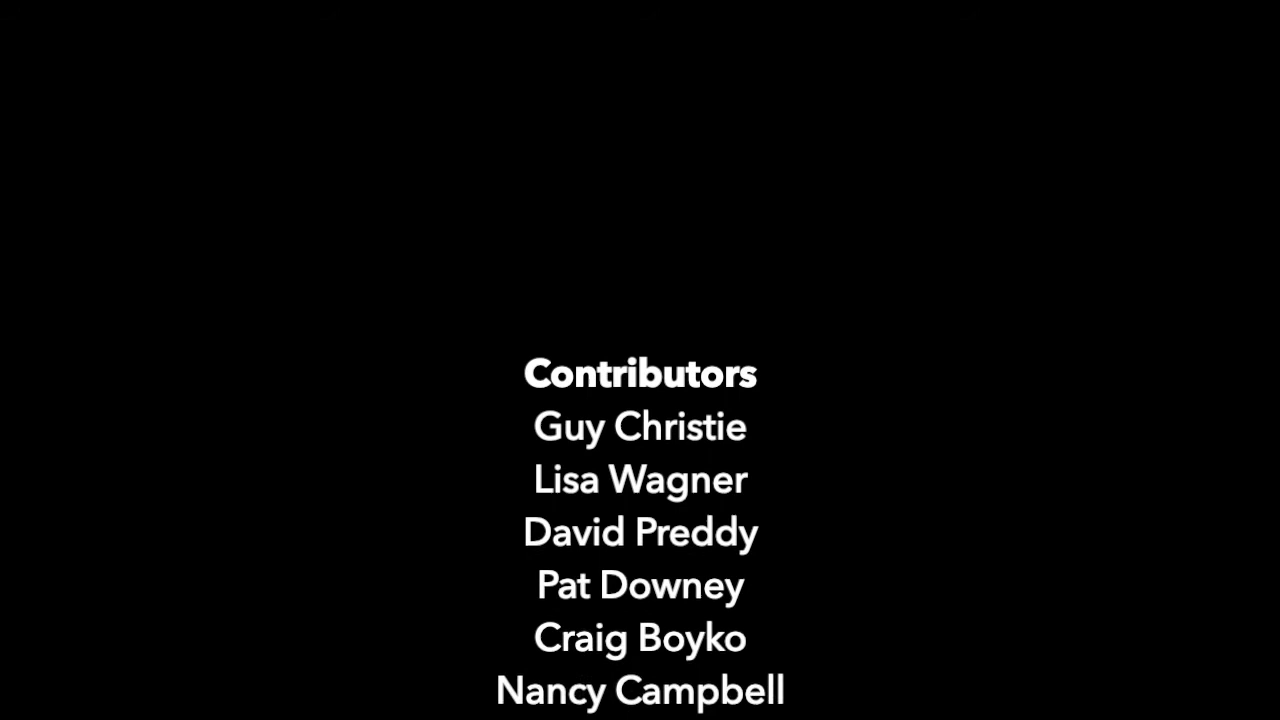 Contributors
Guy Christie
Lisa Wagner
David Preddy
Pat Downey
Craig Boyko
Nancy Campbell